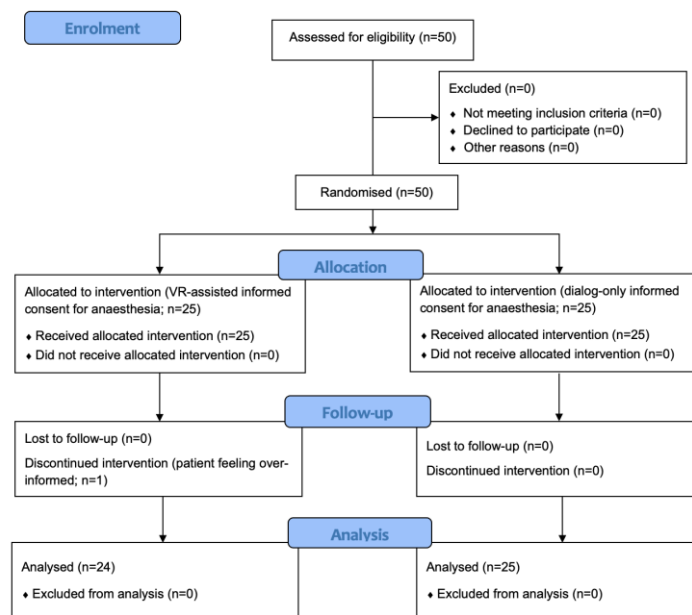 Enrolment
Assessed for eligibility (n=50)
Excluded (n=0)
♦ Not meeting inclusion criteria (n=0)
♦ Declined to participate (n=0)
♦ Other reasons (n=0)
Randomised (n=50)
Allocation
Allocated to intervention (VR-assisted informed
consent for anaesthesia; n=25)
♦ Received allocated intervention (n=25)
♦ Did not receive allocated intervention (n=0)
Allocated to intervention (dialog-only informed
consent for anaesthesia; n=25)
♦ Received allocated intervention (n=25)
♦ Did not receive allocated intervention (n=0)
Follow-up
Lost to follow-up (n=0)
Discontinued intervention (patient feeling over-
informed; n=1)
Lost to follow-up (n=0)
Discontinued intervention (n=0)
Analysis
Analysed (n=24)
♦ Excluded from analysis (n=0)
Analysed (n=25)
♦ Excluded from analysis (n=0)